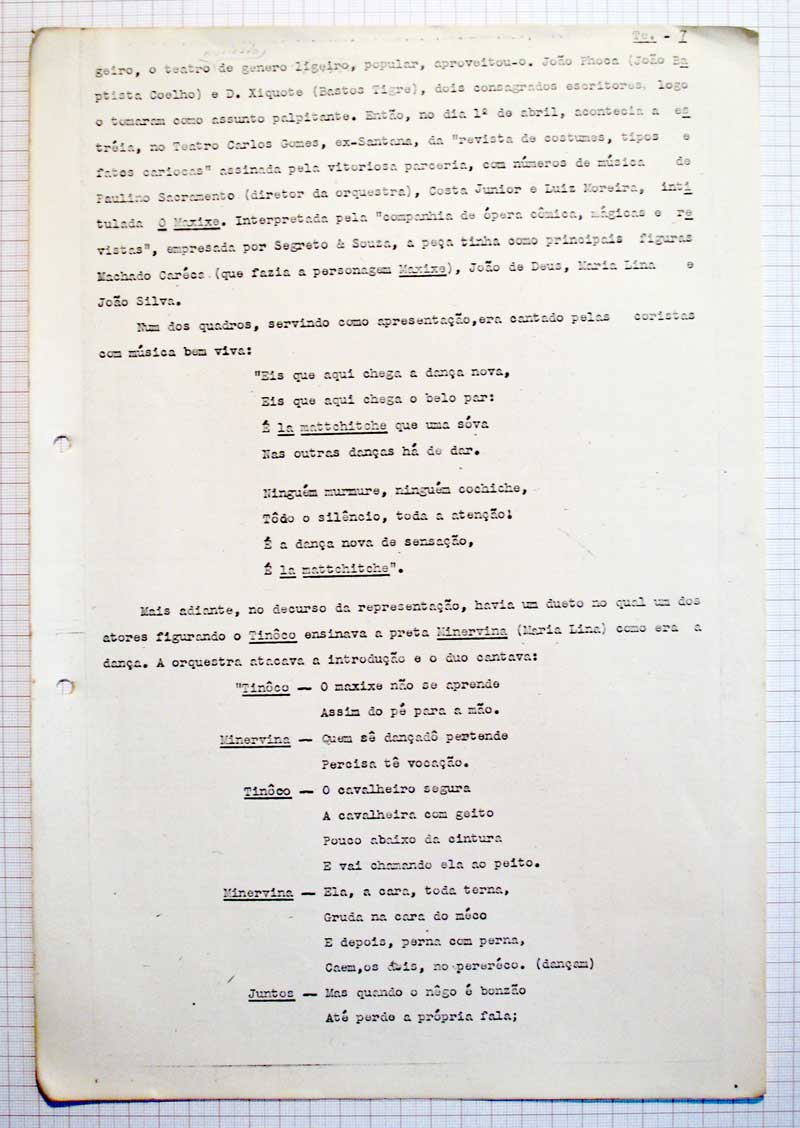 Te. - 7
geiro, o teatro de genero ligeiro, popular, aproveitou-o. João Phoca (João Ba
ptista Coelho) e D. Xiquote (Bastos Tigre), dois consagrados escritores, logo
o tomaram como assunto palpitante. Então, no dia 1º de abril, acontecia a es
tréia, no Teatro Carlos Gomes, ex-Santana, da "revista de costumes, tipos e
fatos cariocas" assinada pela vitoriosa parceria, com números de música de
Paulino Sacramento (diretor da orquestra), Costa Junior e Luiz Moreira, inti
tulada O Maxixe. Interpretada pela "companhia de ópera cômica, mágicas e re
vistas", empresada por Segreto & Souza, a peça tinha como principais figuras
Machado Caréca (que fazia a personagem Maxixe), João de Deus, Maria Lina e
João Silva.
Num dos quadros, servindo como apresentação,era cantado pelas coristas
com música bem viva:
"Eis que aqui chega a dança nova,
Eis que aqui chega o belo par:
É la mattchitche que uma sóva
Nas outras danças há de dar.
Ninguém murmure, ninguém cochiche,
Tôdo o silêncio, toda a atenção!
É a dança nova de sensação,
É la mattchitche".
Mais adiante, no decurso da representação, havia um dueto no qual um dos
atores figurando o Tinôco ensinava a preta Minervina (Maria Lina) como era a
dança. A orquestra atacava a introdução e o duo cantava:
"Tinôco — O maxixe não se aprende
Assim do pé para a mão.
Minervina — Quem sê dançadô pertende
Percisa tê vocação.
Tinôco — O cavalheiro segura
A cavalheira com geito
Pouco abaixo da cintura
E vai chamando ela ao peito.
Minervina — Ela, a cara, toda terna,
Gruda na cara do méco
E depois, perna com perna,
Caem,os dois, no pereréco. (dançam)
Juntos — Mas quando o nêgo é bonzão
Até perde a própria fala;